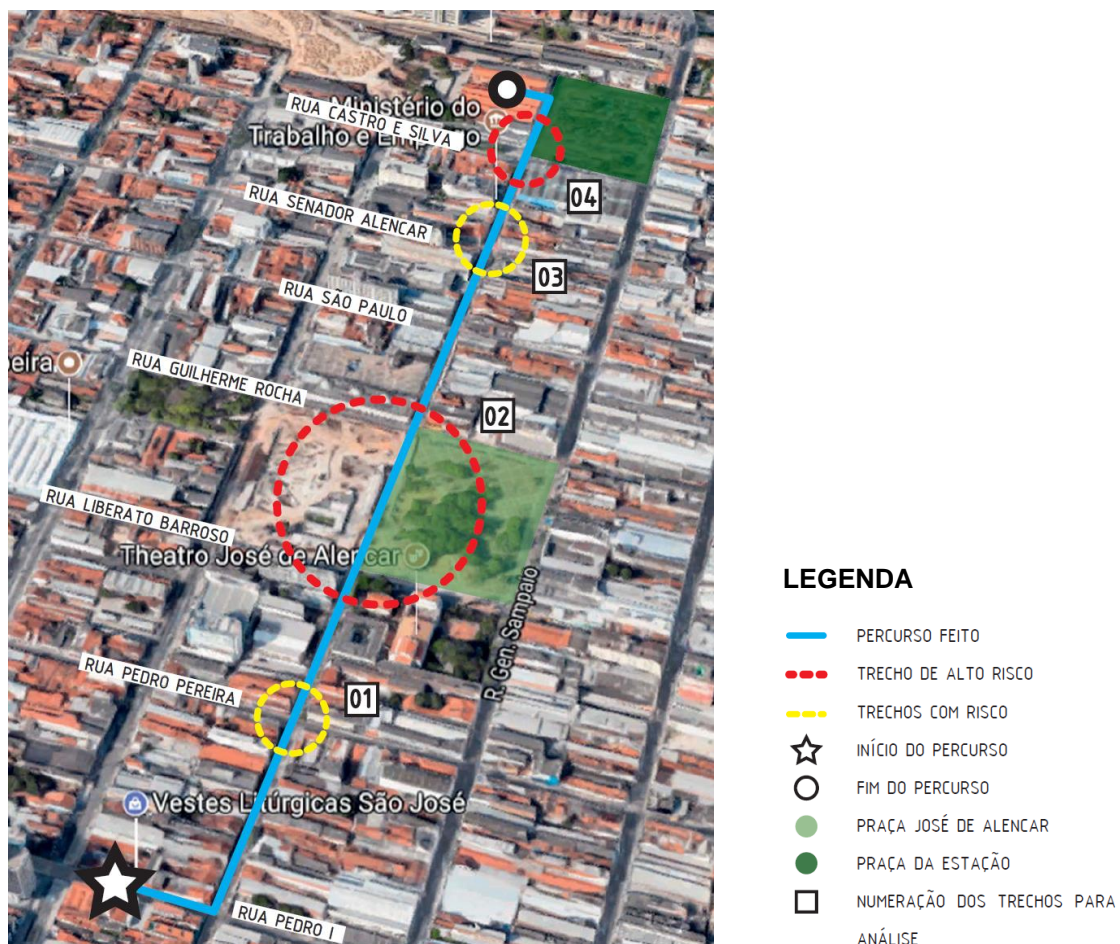 Ministério do
Trabalho e Emprego
RUA CASTRO E SILVA
04
RUA SENADOR ALENCAR
03
RUA SÃO PAULO
eira
RUA GUILHERME ROCHA
02
RUA LIBERATO BARROSO
Theatro José de Alencar
R. Gen. Sampaio
RUA PEDRO PEREIRA
01
Vestes Litúrgicas São José
RUA PEDRO I
LEGENDA
PERCURSO FEITO
TRECHO DE ALTO RISCO
TRECHOS COM RISCO
INÍCIO DO PERCURSO
FIM DO PERCURSO
PRAÇA JOSÉ DE ALENCAR
PRAÇA DA ESTAÇÃO
NUMERAÇÃO DOS TRECHOS PARA
ANÁLISE